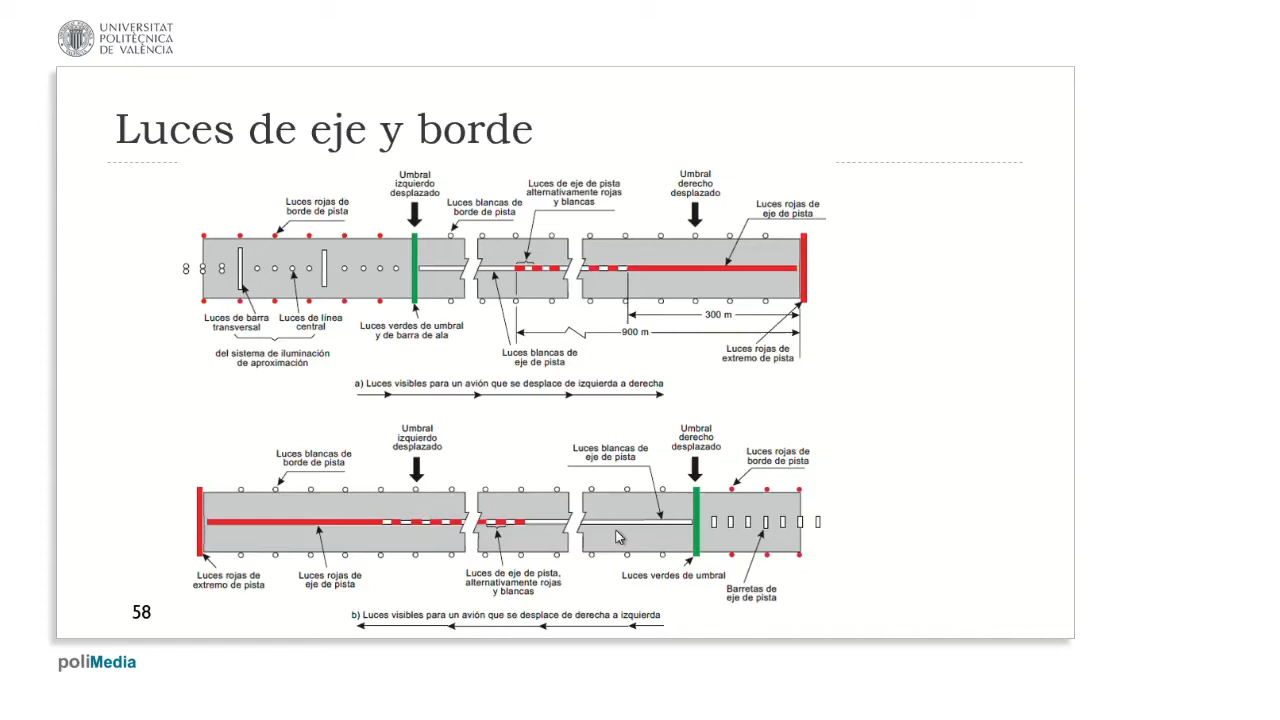 UNIVERSITAT
POLITÈCNICA
DE VALÈNCIA
Luces de eje y borde
Umbral
izquierdo
desplazado
Luces de eje de pista
alternativamente rojas
y blancas
Umbral
derecho
desplazado
Luces rojas de
borde de pista
Luces blancas de
borde de pista
Luces rojas de
eje de pista
Luces de barra
transversal
Luces de línea
central
Luces verdes de umbral
y de barra de ala
300 m
900 m
del sistema de iluminación
de aproximación
Luces blancas de
eje de pista
Luces rojas de
extremo de pista
a) Luces visibles para un avión que se desplace de izquierda a derecha
Umbral
izquierdo
desplazado
Umbral
derecho
desplazado
Luces blancas de
borde de pista
Luces blancas de
eje de pista
Luces rojas de
borde de pista
Luces rojas de
extremo de pista
Luces rojas de
eje de pista
Luces de eje de pista,
alternativamente rojas
y blancas
Luces verdes de umbral
Barretas de
eje de pista
58
b) Luces visibles para un avión que se desplace de derecha a izquierda
poliMedia